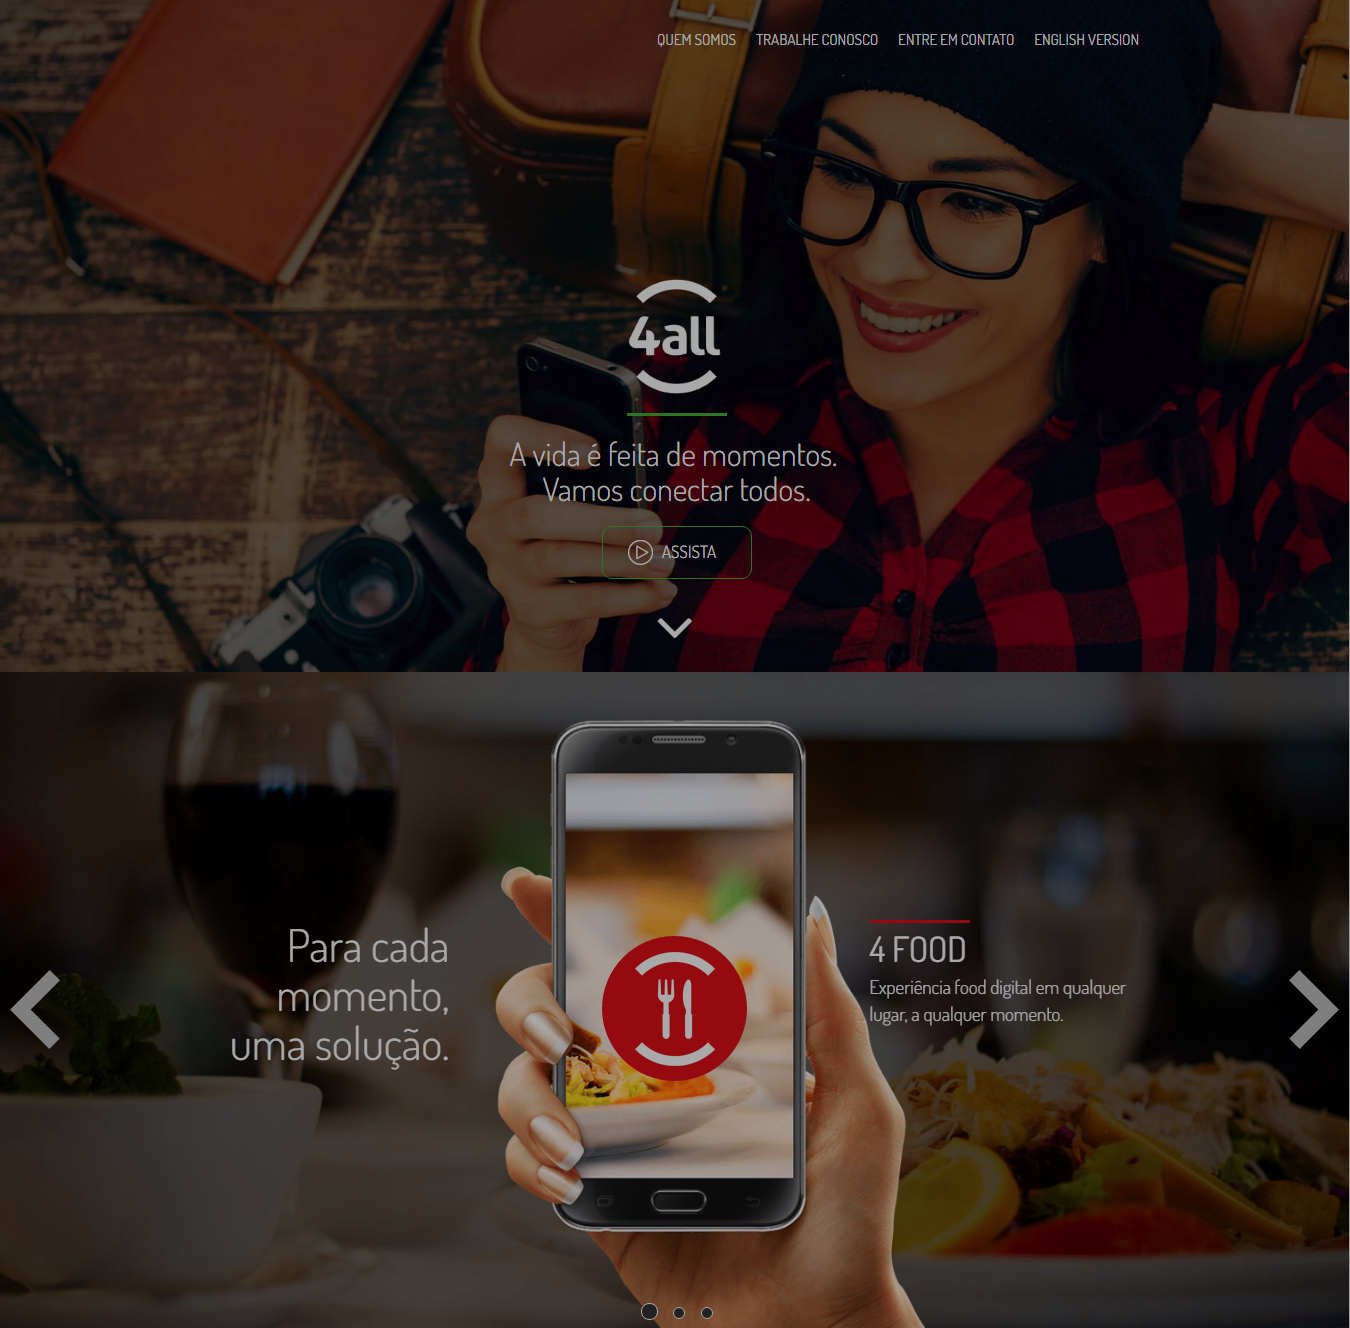 QUEM SOMOS TRABALHE CONOSCO ENTRE EM CONTATO ENGLISH VERSION
4all
A vida é feita de momentos.
Vamos conectar todos.
ASSISTA
Para cada
momento,
uma solução.
4 FOOD
Experiência food digital em qualquer
lugar, a qualquer momento.